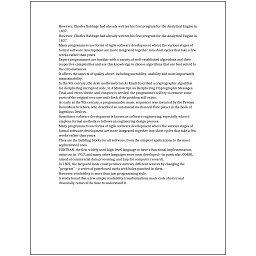 However, Charles Babbage had already written his first program for the Analytical Engine in
1837.
However, Charles Babbage had already written his first program for the Analytical Engine in
1837.
Many programmers use forms of Agile software development where the various stages of
formal software development are more integrated together into short cycles that take a few
weeks rather than years.
Expert programmers are familiar with a variety of well-established algorithms and their
respective complexities and use this knowledge to choose algorithms that are best suited to
the circumstances.
It affects the aspects of quality above, including portability, usability and most importantly
maintainability.
In the 9th century, the Arab mathematician Al-Kindi described a cryptographic algorithm
for deciphering encrypted code, in A Manuscript on Deciphering Cryptographic Messages.
Trial-and-error/divide-and-conquer is needed: the programmer will try to remove some
parts of the original test case and check if the problem still exists.
As early as the 9th century, a programmable music sequencer was invented by the Persian
Banu Musa brothers, who described an automated mechanical flute player in the Book of
Ingenious Devices.
Sometimes software development is known as software engineering, especially when it
employs formal methods or follows an engineering design process.
Many programmers use forms of Agile software development where the various stages of
formal software development are more integrated together into short cycles that take a few
weeks rather than years.
They are the building blocks for all software, from the simplest applications to the most
sophisticated ones.
FORTRAN, the first widely used high-level language to have a functional implementation,
came out in 1957, and many other languages were soon developed—in particular, COBOL
aimed at commercial data processing, and Lisp for computer research.
In 1801, the Jacquard loom could produce entirely different weaves by changing the
"program" – a series of pasteboard cards with holes punched in them.
However, readability is more than just programming style.
A study found that a few simple readability transformations made code shorter and
drastically reduced the time to understand it.